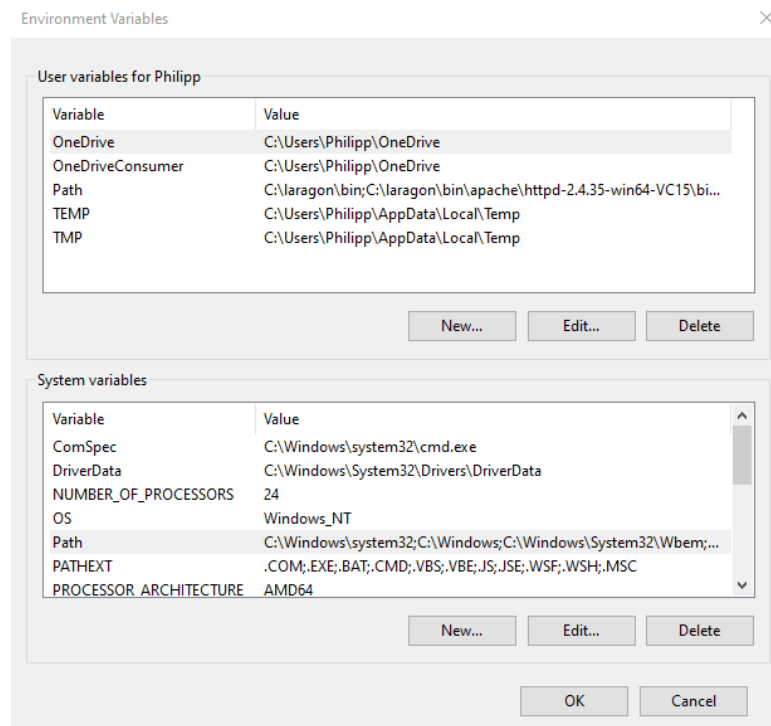 Environment Variables
User variables for Philipp
Variable Value
OneDrive C:\Users\Philipp\OneDrive
OneDriveConsumer C:\Users\Philipp\OneDrive
Path C:\laragon\bin;C:\laragon\bin\apache\httpd-2.4.35-win64-VC15\bi...
TEMP C:\Users\Philipp\AppData\Local\Temp
TMP C:\Users\Philipp\AppData\Local\Temp
New... Edit... Delete
System variables
Variable Value
ComSpec C:\Windows\system32\cmd.exe
DriverData C:\Windows\System32\Drivers\DriverData
NUMBER_OF_PROCESSORS 24
OS Windows_NT
Path C:\Windows\system32;C:\Windows;C:\Windows\System32\Wbem;...
PATHEXT .COM;.EXE;.BAT;.CMD;.VBS;.VBE;.JS;.JSE;.WSF;.WSH;.MSC
PROCESSOR_ARCHITECTURE AMD64
New... Edit... Delete
OK Cancel